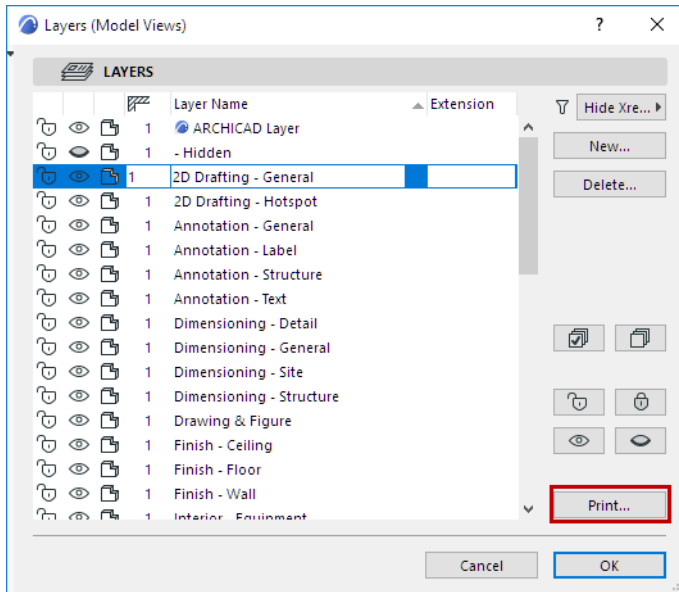 Layers (Model Views)
?
LAYERS
Layer Name Extension
Hide Xre...
1 ARCHICAD Layer
New...
1 - Hidden
1 2D Drafting - General
Delete...
1 2D Drafting - Hotspot
1 Annotation - General
1 Annotation - Label
1 Annotation - Structure
1 Annotation - Text
1 Dimensioning - Detail
1 Dimensioning - General
1 Dimensioning - Site
1 Dimensioning - Structure
1 Drawing & Figure
1 Finish - Ceiling
1 Finish - Floor
1 Finish - Wall
Print...
1 Interior - Equipment
Cancel
OK